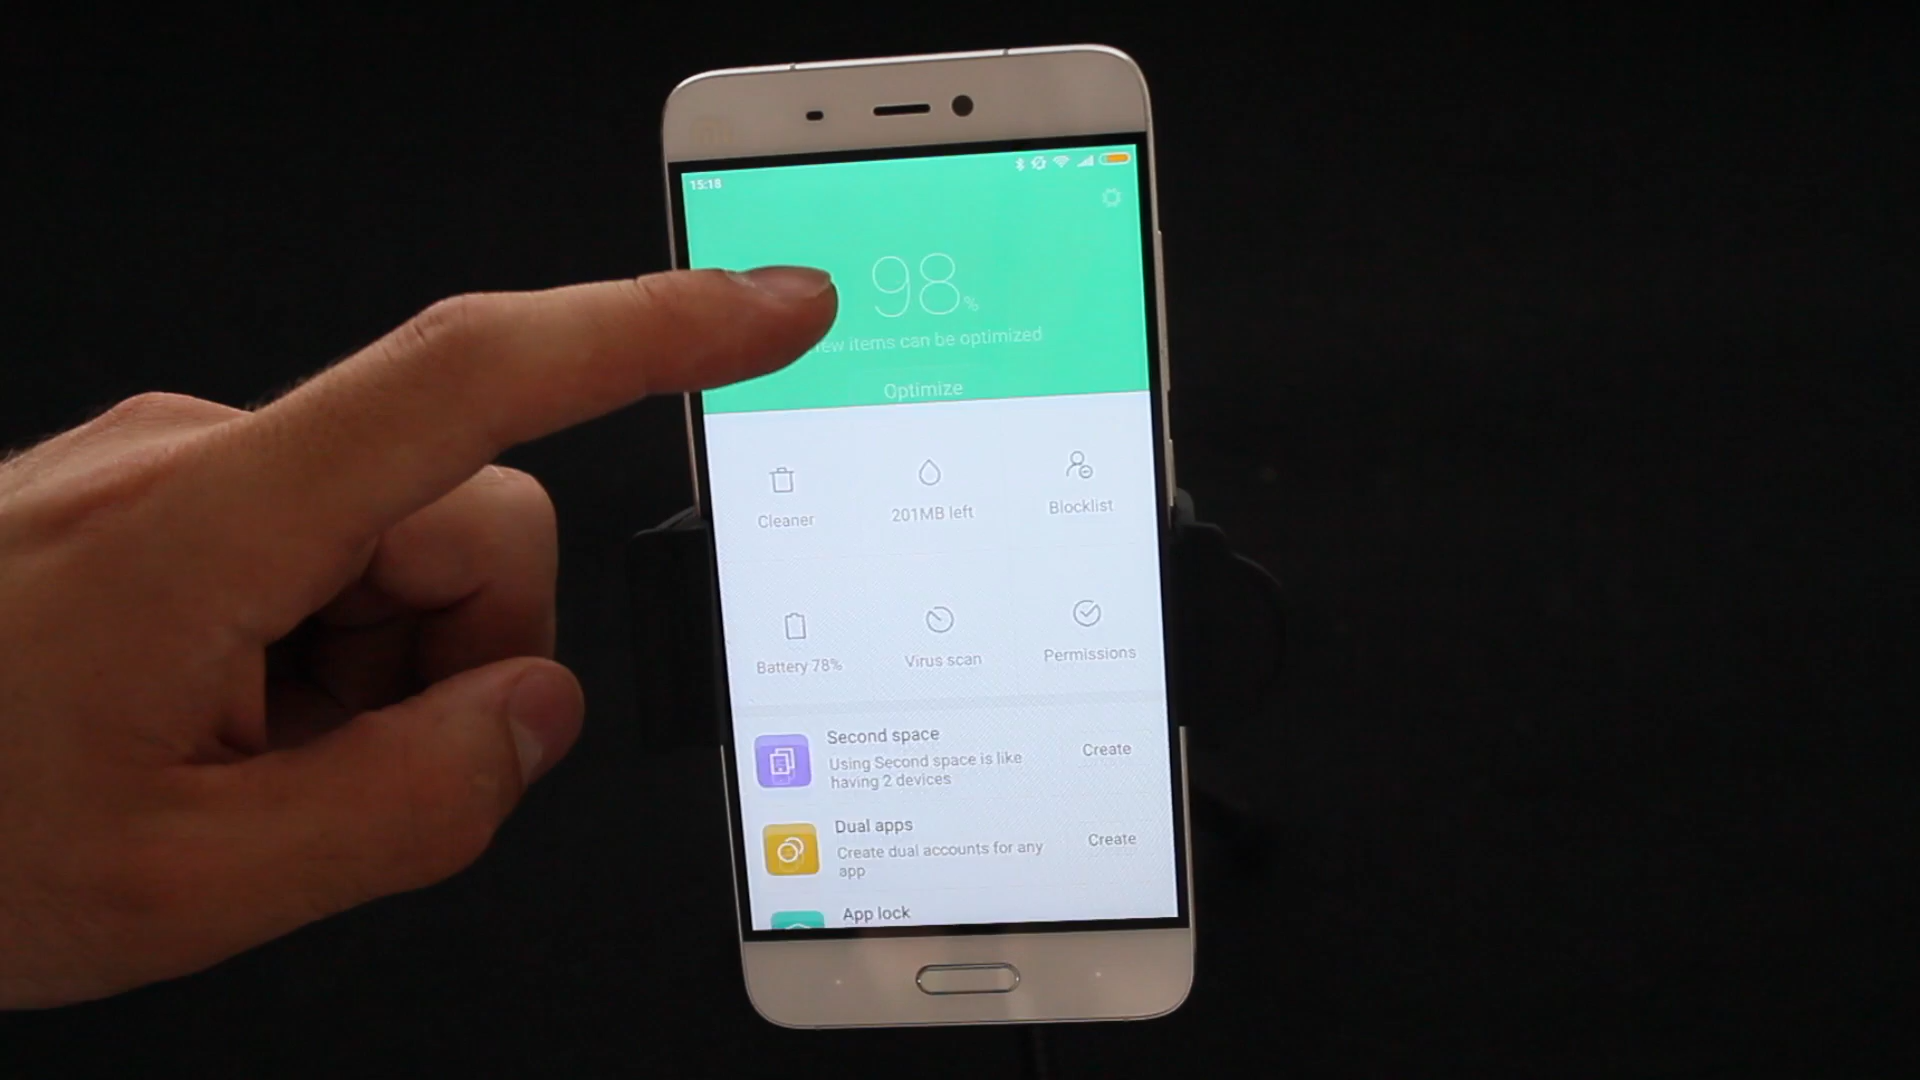 15:18
98%
items can be optimized
Optimize
Cleaner
201MB left
Blocklist
Battery 78%
Virus scan
Permissions
Second space
Using Second space is like
having 2 devices
Create
Dual apps
Create dual accounts for any
app
Create
App lock